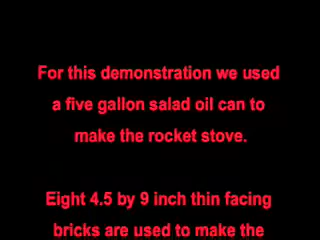 For this demonstration we used
a five gallon salad oil can to
make the rocket stove.
Eight 4.5 by 9 inch thin facing
bricks are used to make the